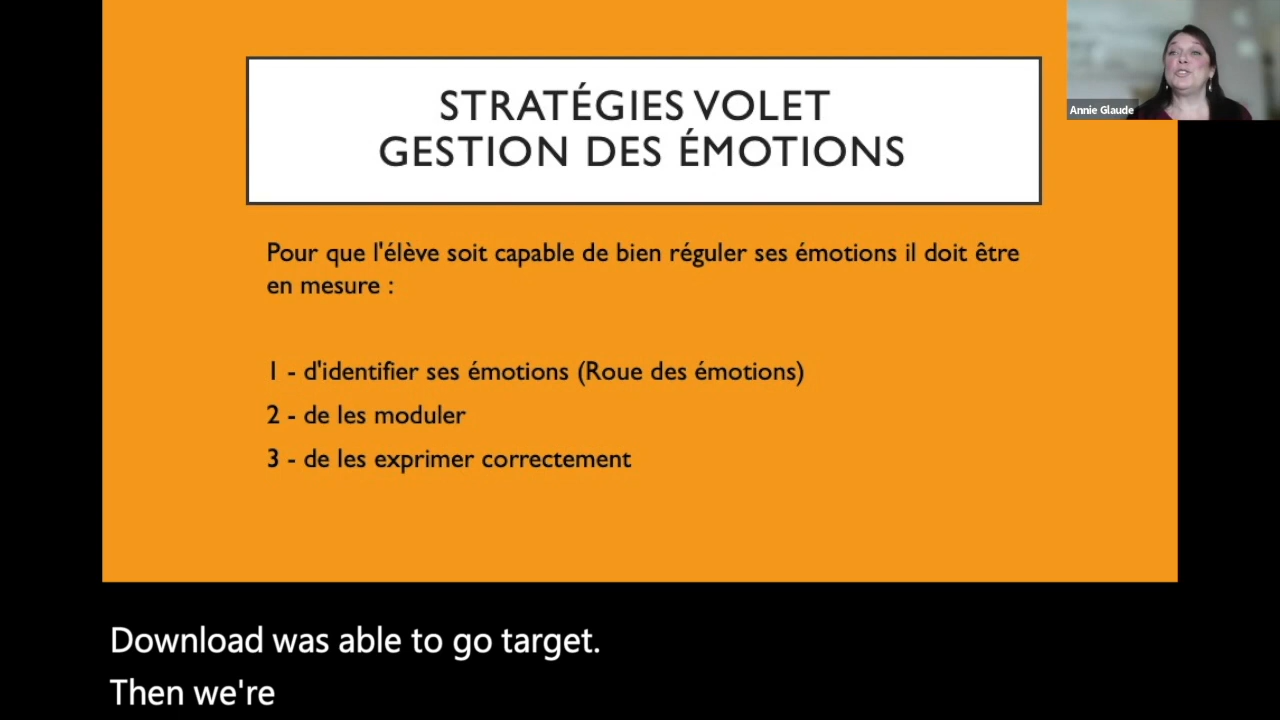 STRATÉGIES VOLET
GESTION DES ÉMOTIONS
Annie Glaude
Pour que l'élève soit capable de bien réguler ses émotions il doit être
en mesure :
1 - d'identifier ses émotions (Roue des émotions)
2 - de les moduler
3 - de les exprimer correctement
Download was able to go target.
Then we're